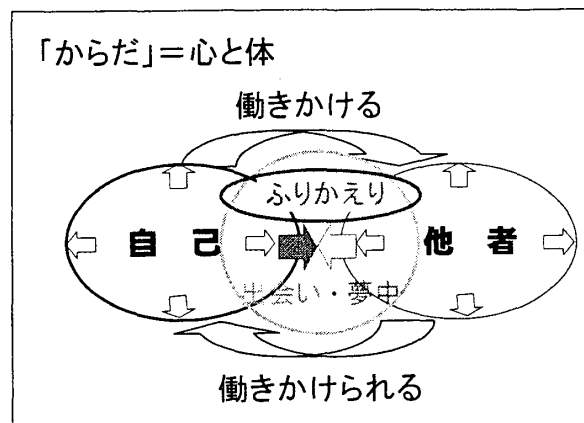 「からだ」=心と体
働きかける
ふりかえり
自己
他者
出会い・夢中
働きかけられる